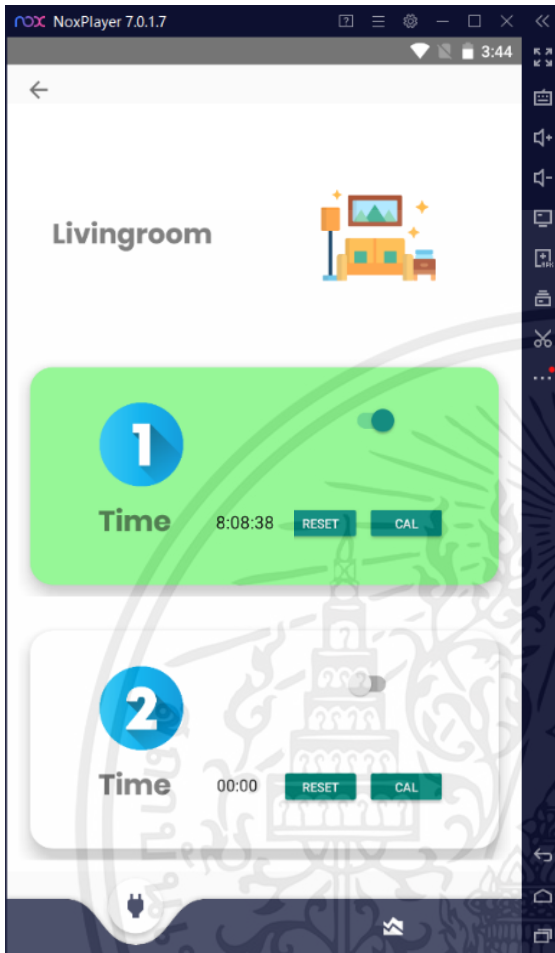 nox NoxPlayer 7.0.1.7
3:44
Livingroom
1
Time 8:08:38 RESET CAL
2
Time 00:00 RESET CAL